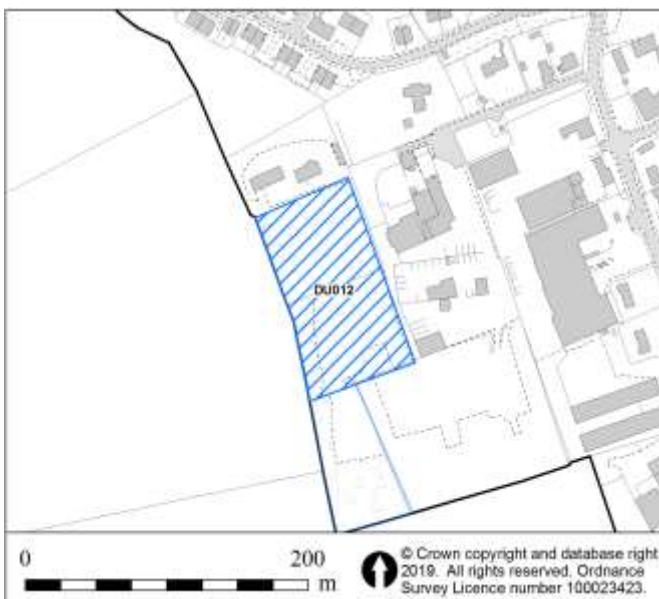 DU012
0 200
m
© Crown copyright and database right
2019. All rights reserved. Ordnance
Survey Licence number 100023423.